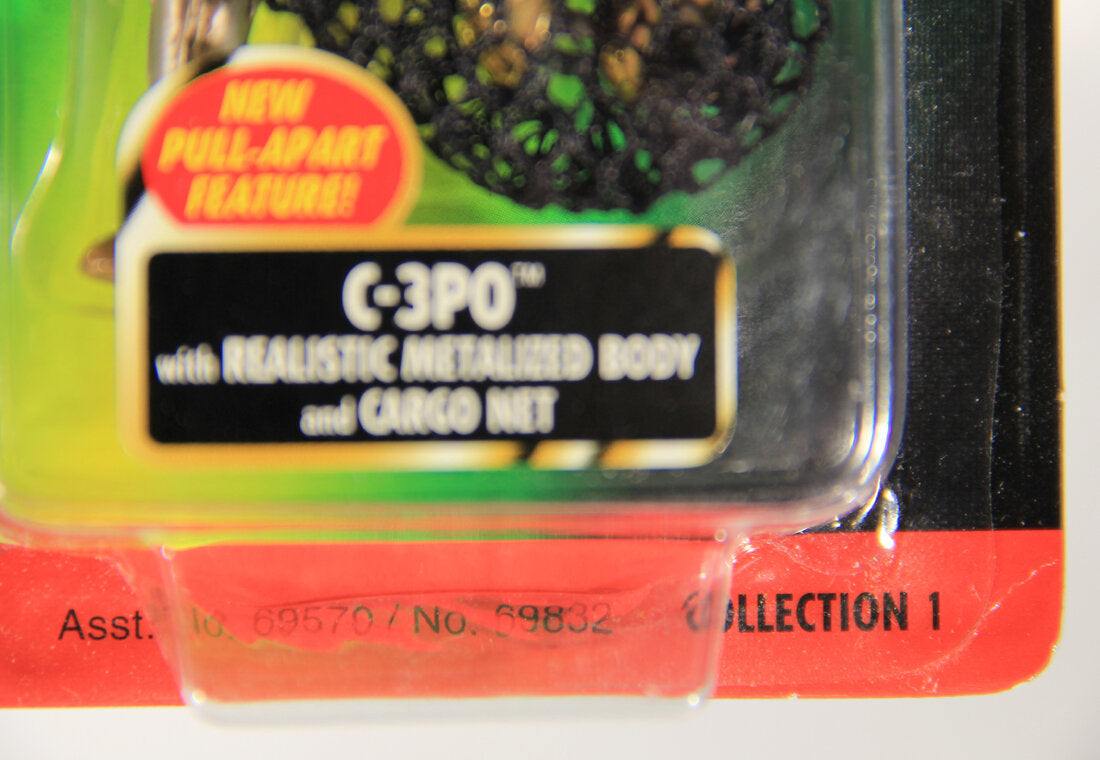 NEW
PULL-APART
FEATURE!
C-3PO™
with REALISTIC METALIZED BODY
and CARGO NET
Asst. No. 69570 / No. 69832 COLLECTION 1